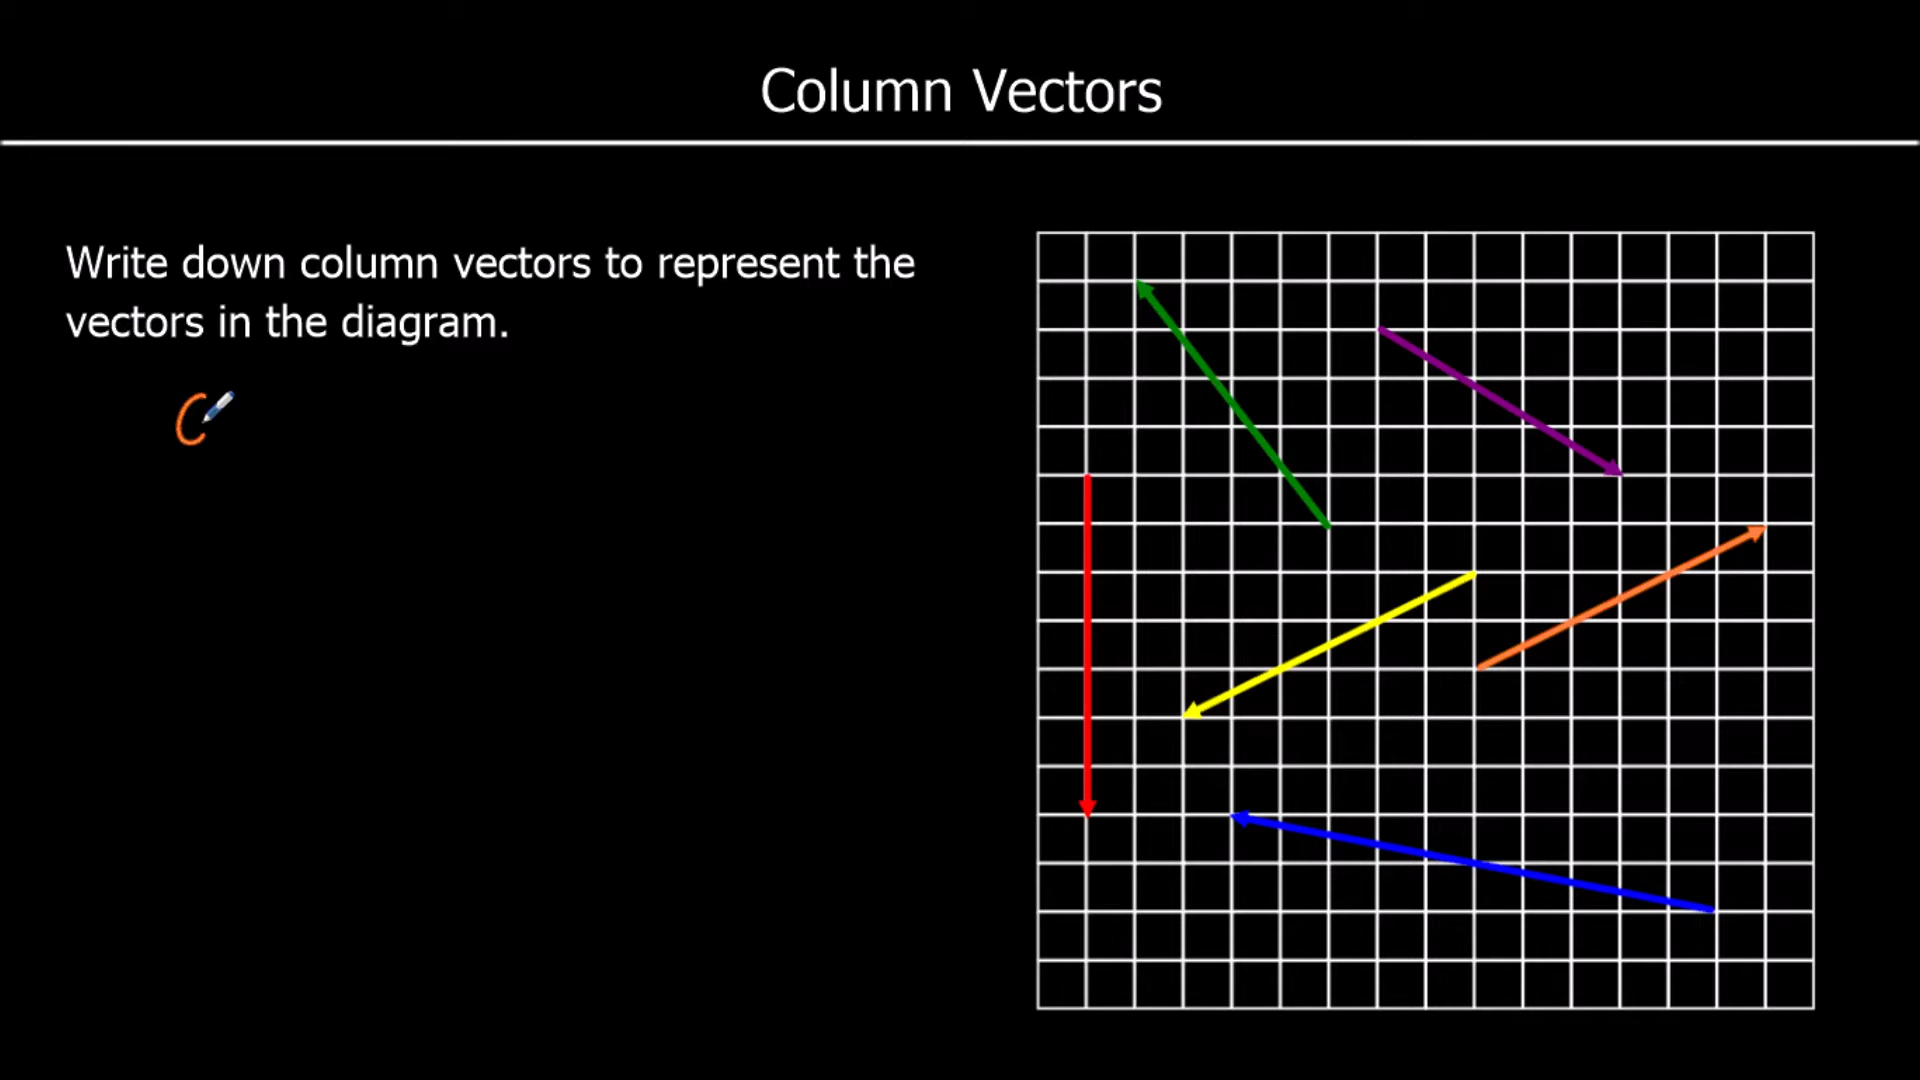 Column Vectors
Write down column vectors to represent the
vectors in the diagram.